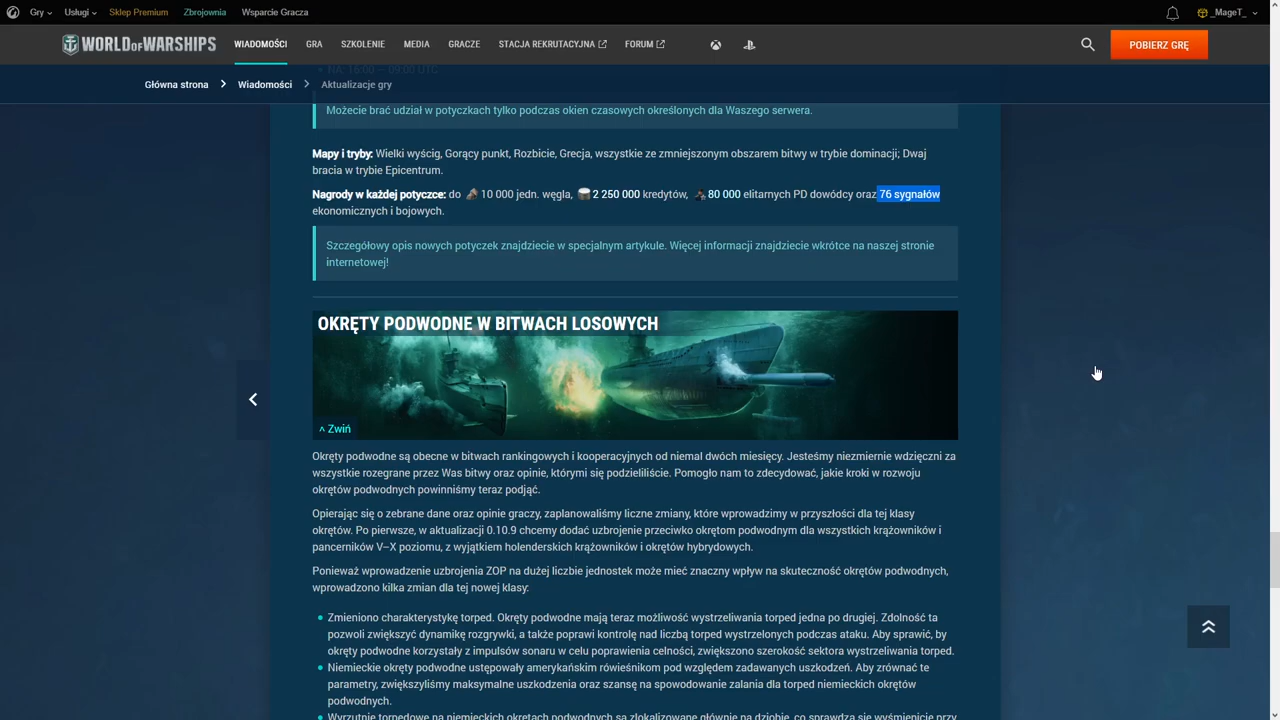 Gry
Usługi
Sklep Premium
Zbrojownia
Wsparcie Gracza
_MageT_
WORLD OF WARSHIPS
WIADOMOŚCI
GRA
SZKOLENIE
MEDIA
GRACZE
STACJA REKRUTACYJNA
FORUM
POBIERZ GRĘ
NA: 16:00 — 09:00 UTC
Główna strona
Wiadomości
Aktualizacje gry
Możecie brać udział w potyczkach tylko podczas okien czasowych określonych dla Waszego serwera.
Mapy i tryby: Wielki wyścig, Gorący punkt, Rozbicie, Grecja, wszystkie ze zmniejszonym obszarem bitwy w trybie dominacji; Dwaj
bracia w trybie Epicentrum.
Nagrody w każdej potyczce: do 10 000 jedn. węgla, 2 250 000 kredytów, 80 000 elitarnych PD dowódcy oraz 76 sygnałów
ekonomicznych i bojowych.
Szczegółowy opis nowych potyczek znajdziecie w specjalnym artykule. Więcej informacji znajdziecie wkrótce na naszej stronie
internetowej!
OKRĘTY PODWODNE W BITWACH LOSOWYCH
^ Zwiń
Okręty podwodne są obecne w bitwach rankingowych i kooperacyjnych od niemal dwóch miesięcy. Jesteśmy niezmiernie wdzięczni za
wszystkie rozegrane przez Was bitwy oraz opinie, którymi się podzieliliście. Pomogło nam to zdecydować, jakie kroki w rozwoju
okrętów podwodnych powinniśmy teraz podjąć.
Opierając się o zebrane dane oraz opinie graczy, zaplanowaliśmy liczne zmiany, które wprowadzimy w przyszłości dla tej klasy
okrętów. Po pierwsze, w aktualizacji 0.10.9 chcemy dodać uzbrojenie przeciwko okrętom podwodnym dla wszystkich krążowników i
pancerników V–X poziomu, z wyjątkiem holenderskich krążowników i okrętów hybrydowych.
Ponieważ wprowadzenie uzbrojenia ZOP na dużej liczbie jednostek może mieć znaczny wpływ na skuteczność okrętów podwodnych,
wprowadzono kilka zmian dla tej nowej klasy:
Zmieniono charakterystykę torped. Okręty podwodne mają teraz możliwość wystrzeliwania torped jedna po drugiej. Zdolność ta
pozwoli zwiększyć dynamikę rozgrywki, a także poprawi kontrolę nad liczbą torped wystrzelonych podczas ataku. Aby sprawić, by
okręty podwodne korzystały z impulsów sonaru w celu poprawienia celności, zwiększono szerokość sektora wystrzeliwania torped.
Niemieckie okręty podwodne ustępowały amerykańskim rówieśnikom pod względem zadawanych uszkodzeń. Aby zrównać te
parametry, zwiększyliśmy maksymalne uszkodzenia oraz szansę na spowodowanie zalania dla torped niemieckich okrętów
podwodnych.
Wyrzutnie torpedowe na niemieckich okrętach podwodnych są zlokalizowane głównie na dziobie, co sprawdza się wyśmienicie przy